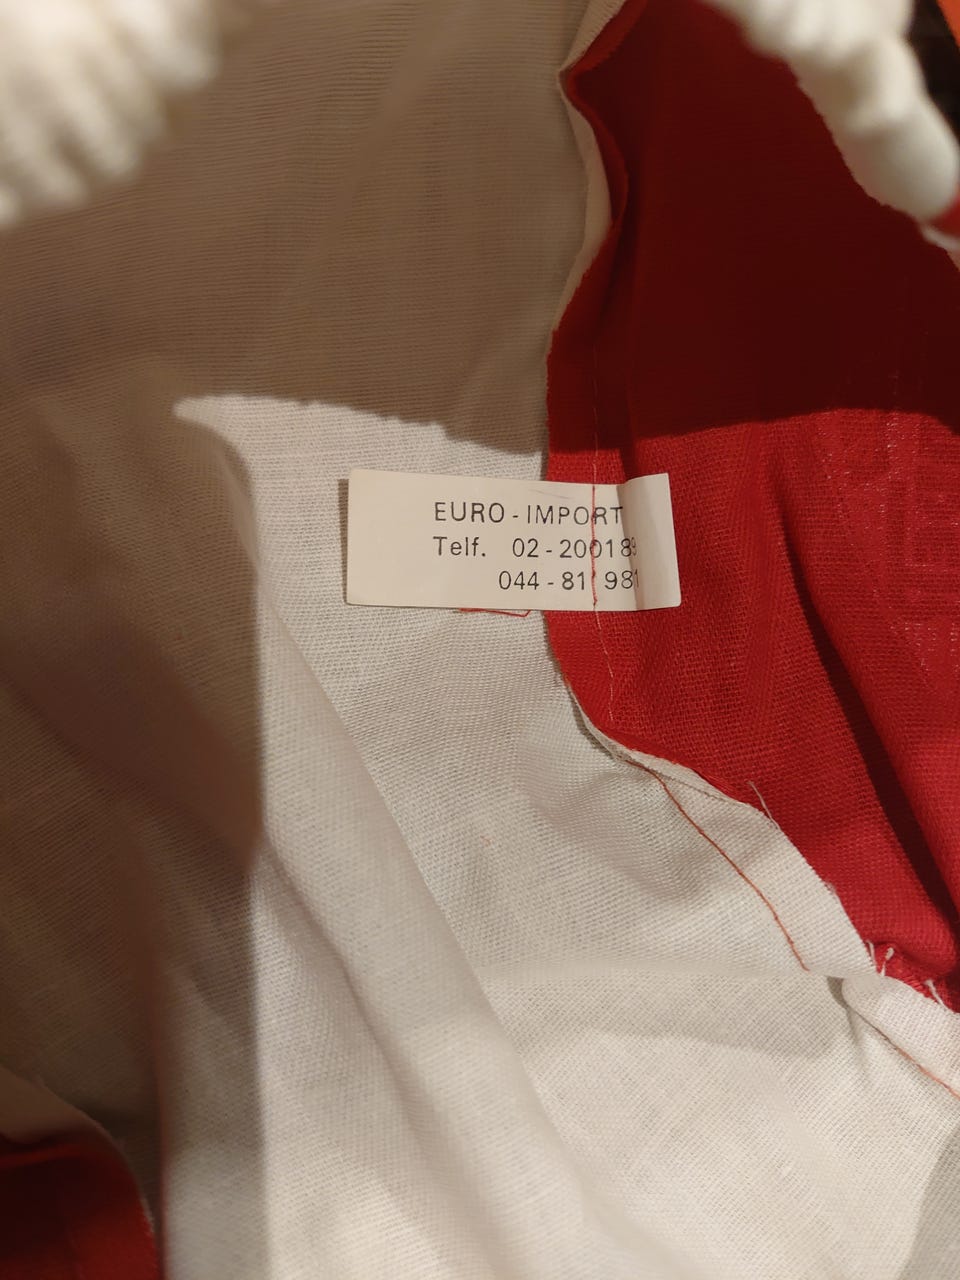 EURO - IMPORT
Telf. 02 - 200189
044 - 81 981